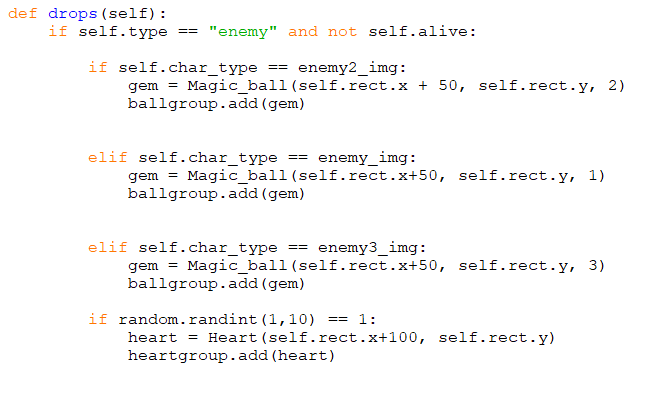 def drops(self):
    if self.type == "enemy" and not self.alive:
        if self.char_type == enemy2_img:
            gem = Magic_ball(self.rect.x + 50, self.rect.y, 2)
            ballgroup.add(gem)
        elif self.char_type == enemy_img:
            gem = Magic_ball(self.rect.x+50, self.rect.y, 1)
            ballgroup.add(gem)
        elif self.char_type == enemy3_img:
            gem = Magic_ball(self.rect.x+50, self.rect.y, 3)
            ballgroup.add(gem)
        if random.randint(1,10) == 1:
            heart = Heart(self.rect.x+100, self.rect.y)
            heartgroup.add(heart)